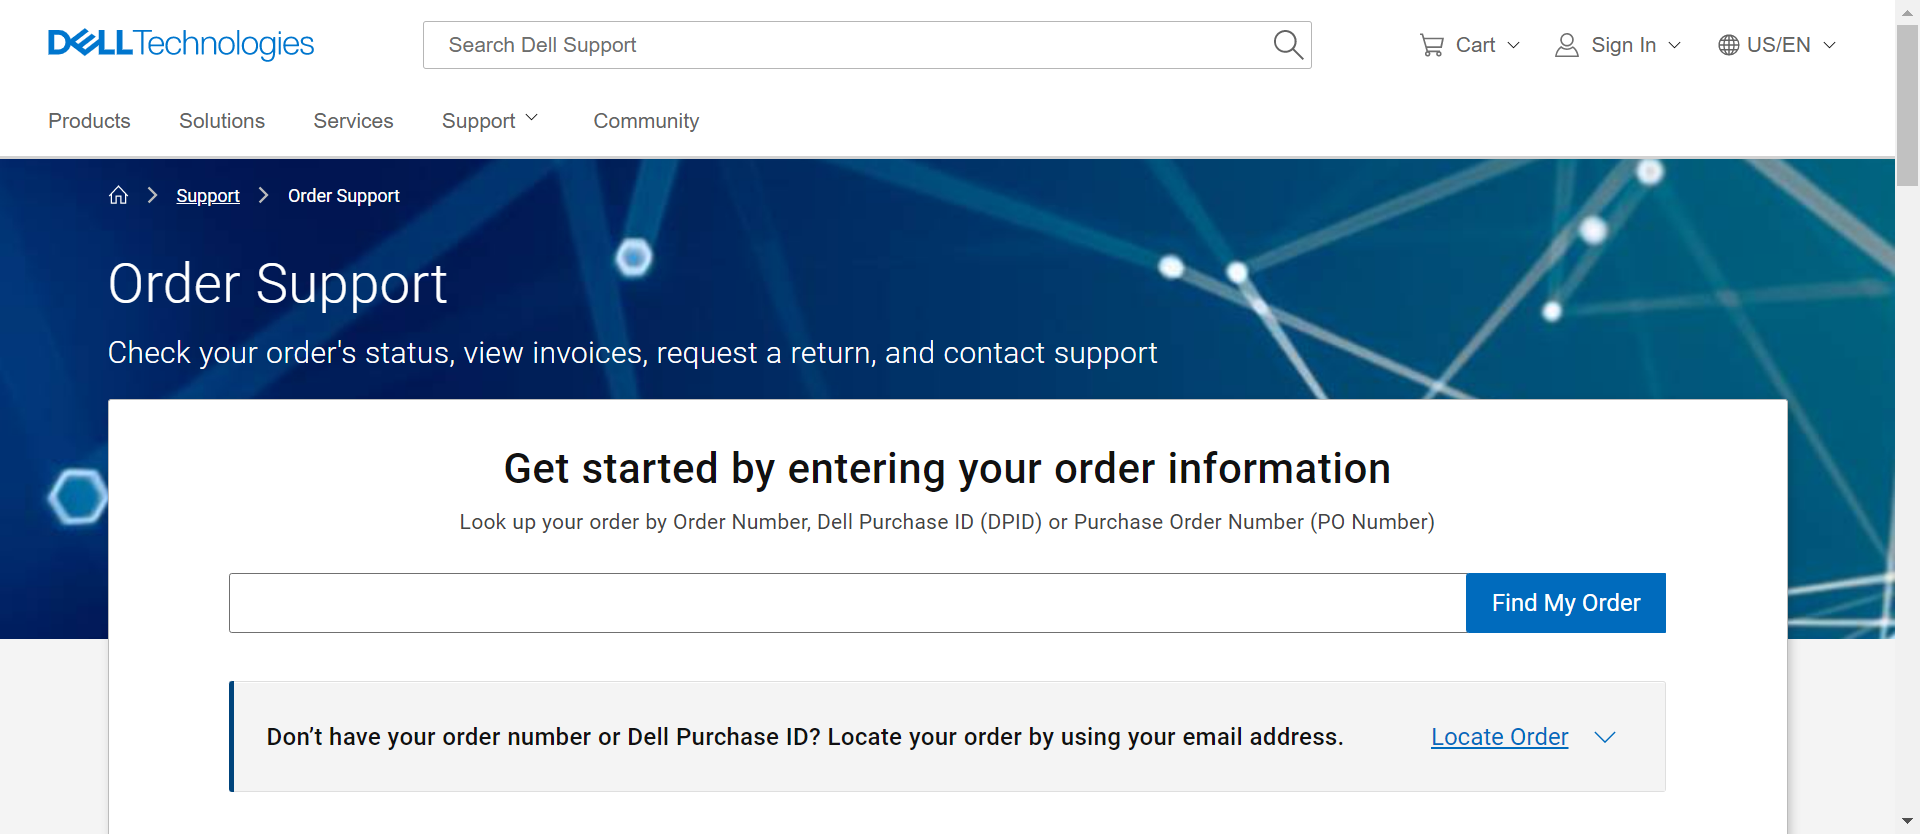 DELL Technologies
Search Dell Support
Cart
Sign In
US/EN
Products
Solutions
Services
Support
Community
Support
Order Support
Order Support
Check your order's status, view invoices, request a return, and contact support
Get started by entering your order information
Look up your order by Order Number, Dell Purchase ID (DPID) or Purchase Order Number (PO Number)
Find My Order
Don’t have your order number or Dell Purchase ID? Locate your order by using your email address.
Locate Order